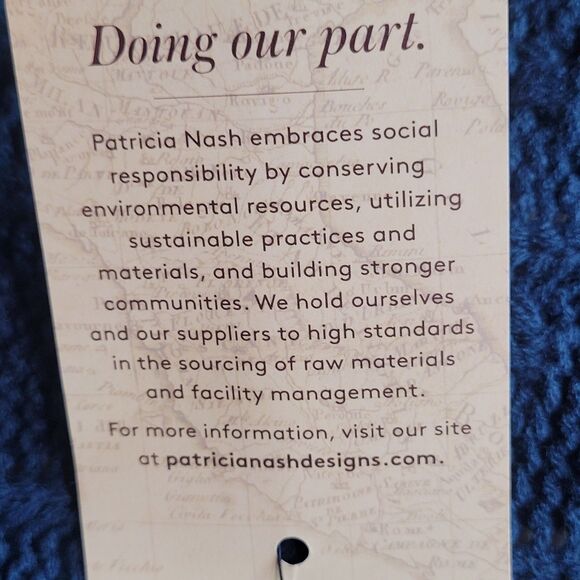 Doing our part.
Patricia Nash embraces social
responsibility by conserving
environmental resources, utilizing
sustainable practices and
materials, and building stronger
communities. We hold ourselves
and our suppliers to high standards
in the sourcing of raw materials
and facility management.
For more information, visit our site
at patricianashdesigns.com.